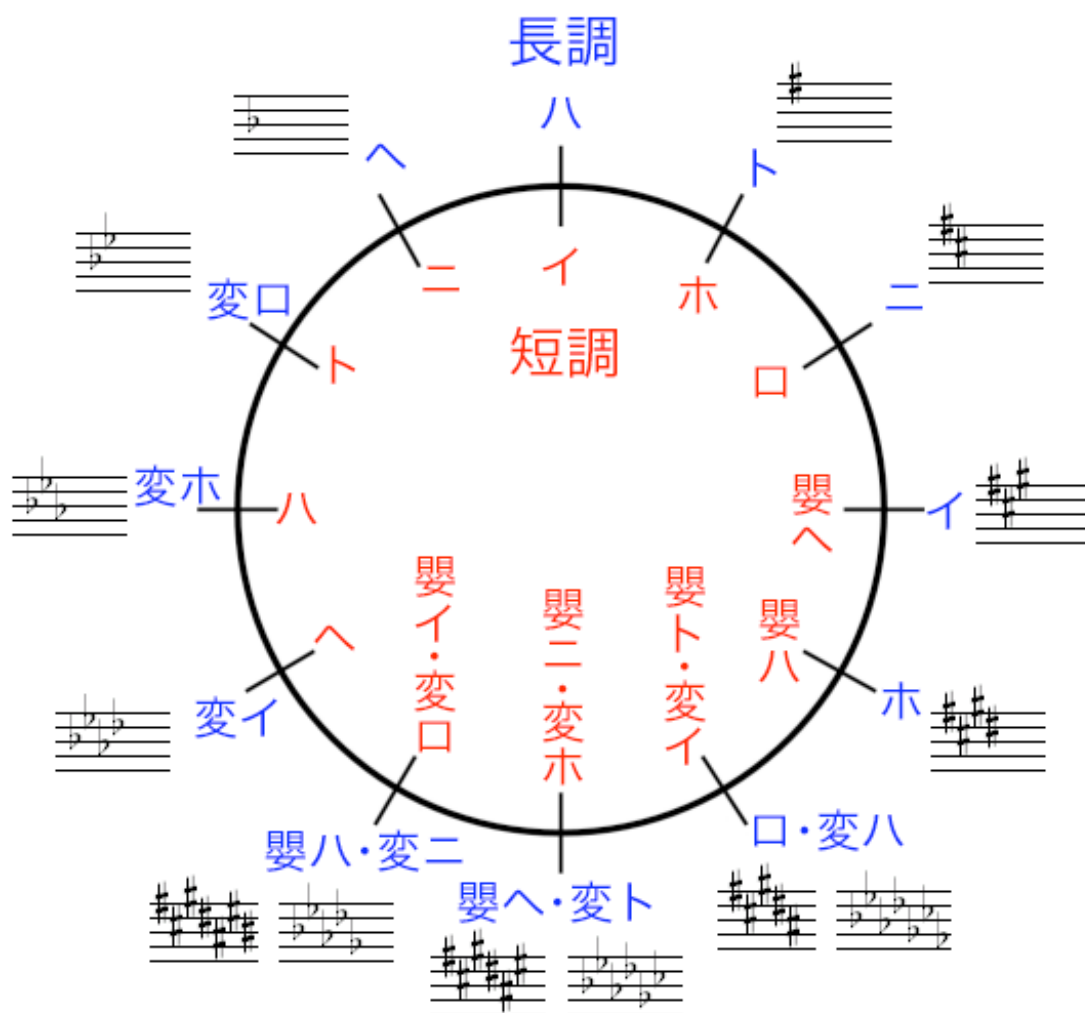 長調
ハ
ト
ニ
イ
ホ
ロ・変ハ
嬰ヘ・変ト
嬰ハ・変ニ
変イ
変ホ
変ロ
ヘ
短調
イ
ホ
ロ
嬰ヘ
嬰ハ
嬰ト・変イ
嬰ニ・変ホ
嬰イ・変ロ
ヘ
ハ
ト
ニ